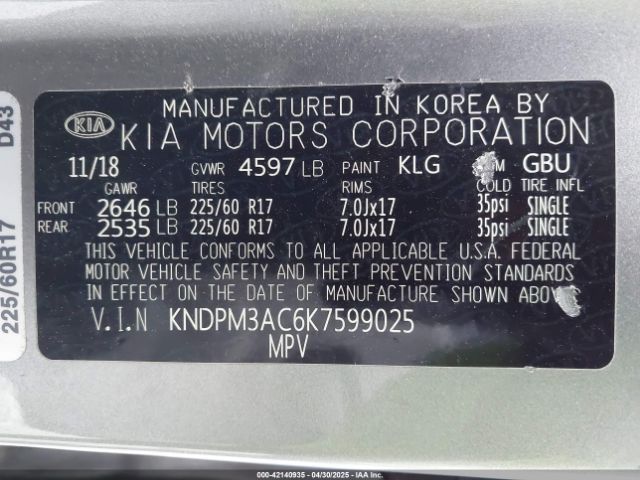 MANUFACTURED IN KOREA BY
KIA KIA MOTORS CORPORATION
11/18 GVWR 4597 LB PAINT KLG GBU
GAWR TIRES RIMS COLD TIRE INFL
FRONT 2646 LB 225/60 R17 7.0Jx17 35psi SINGLE
REAR 2535 LB 225/60 R17 7.0Jx17 35psi SINGLE
THIS VEHICLE CONFORMS TO ALL APPLICABLE U.S.A. FEDERAL
MOTOR VEHICLE SAFETY AND THEFT PREVENTION STANDARDS
IN EFFECT ON THE DATE OF MANUFACTURE SHOWN ABOVE
V.I.N KNDPM3AC6K7599025
MPV
225/60R17 D43
000-42140935 - 04/30/2025 - IAAI.COM